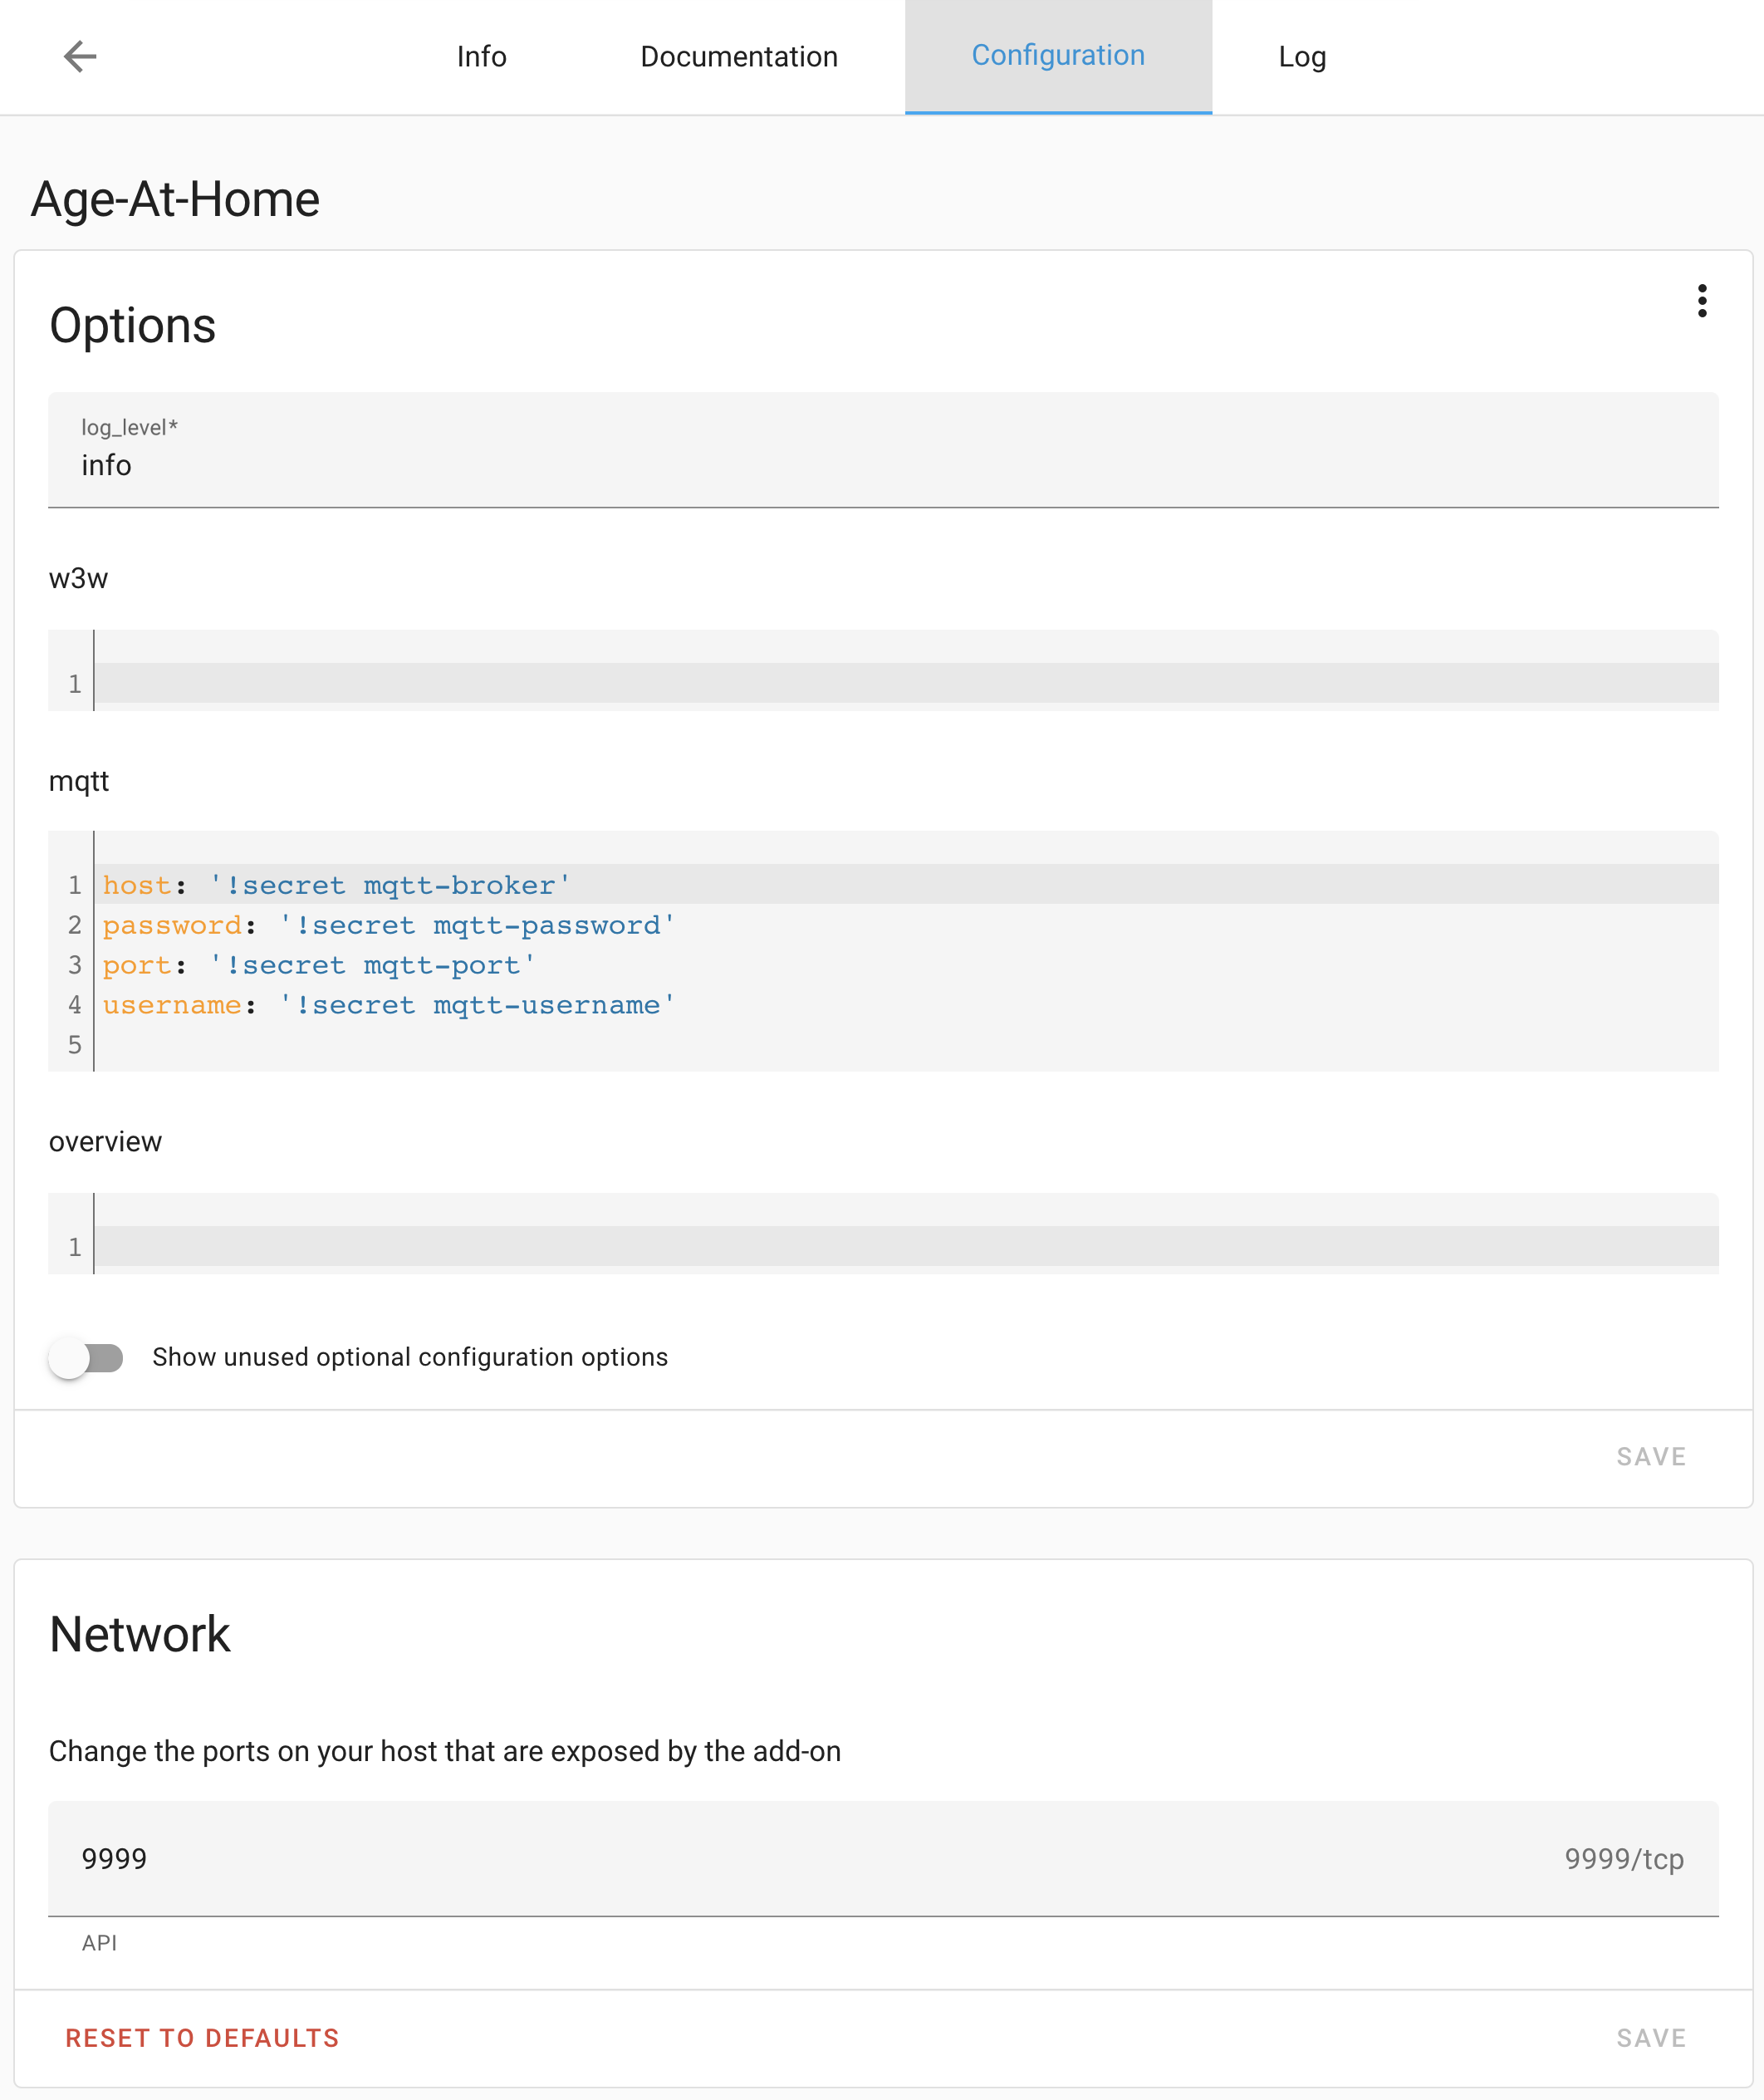 Info Documentation Configuration Log
Age-At-Home
Options
log_level*
info
w3w
1
mqtt
1 host: '!secret mqtt-broker'
2 password: '!secret mqtt-password'
3 port: '!secret mqtt-port'
4 username: '!secret mqtt-username'
5
overview
1
Show unused optional configuration options
SAVE
Network
Change the ports on your host that are exposed by the add-on
9999 9999/tcp
API
RESET TO DEFAULTS SAVE